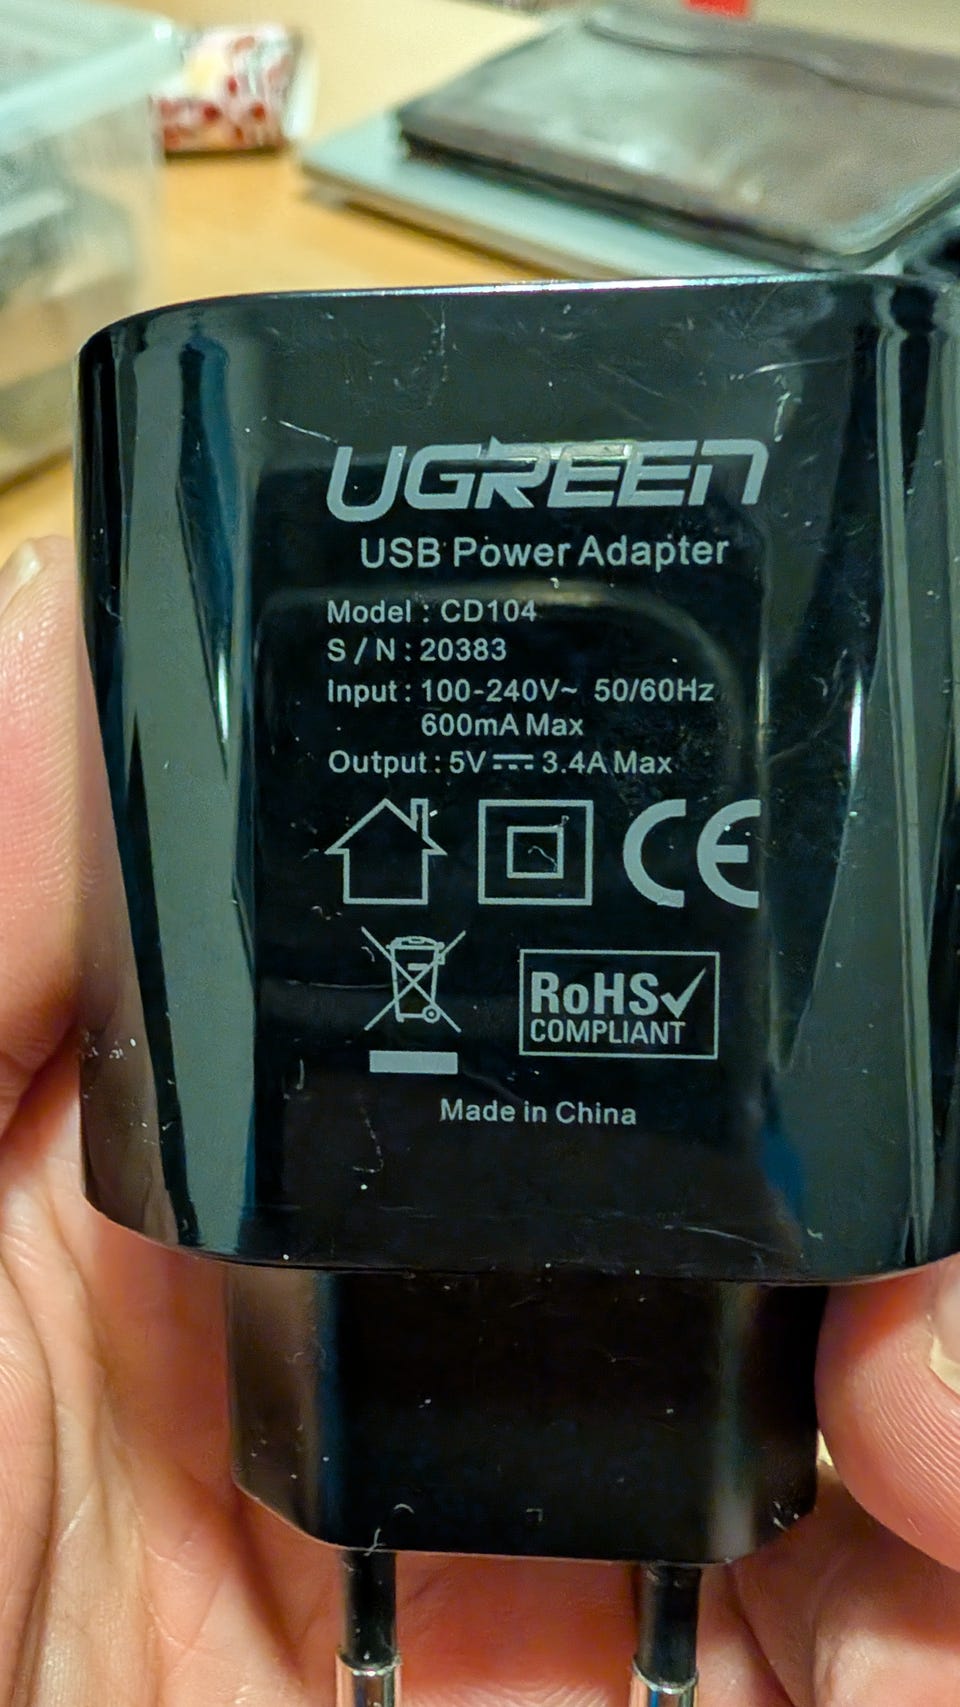 UGREEN
USB Power Adapter
Model : CD104
S / N : 20383
Input : 100-240V~ 50/60Hz
600mA Max
Output : 5V⎓3.4A Max
CE
RoHS✓
COMPLIANT
Made in China